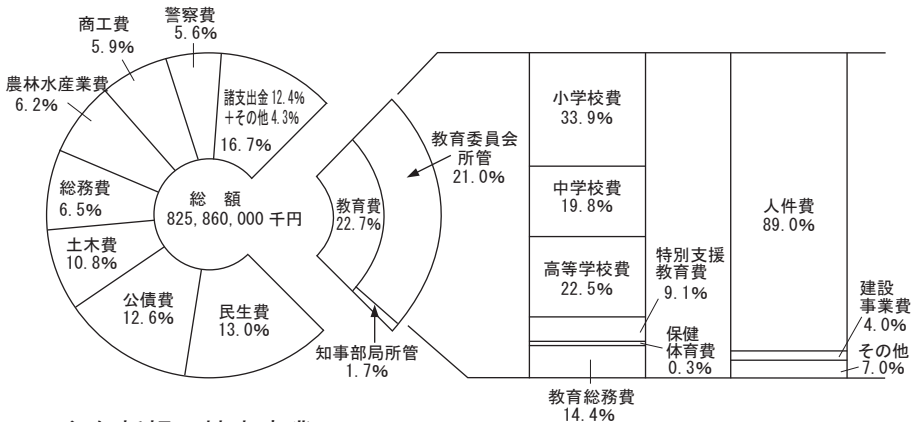 警察費
5.6%
商工費
5.9%
農林水産業費
6.2%
総務費
6.5%
土木費
10.8%
公債費
12.6%
民生費
13.0%
諸支出金12.4%
+その他4.3%
16.7%
総 額
825,860,000 千円
教育費
22.7%
教育委員会
所管
21.0%
知事部局所管
1.7%
小学校費
33.9%
中学校費
19.8%
高等学校費
22.5%
特別支援
教育費
9.1%
保健
体育費
0.3%
教育総務費
14.4%
人件費
89.0%
建設
事業費
4.0%
その他
7.0%